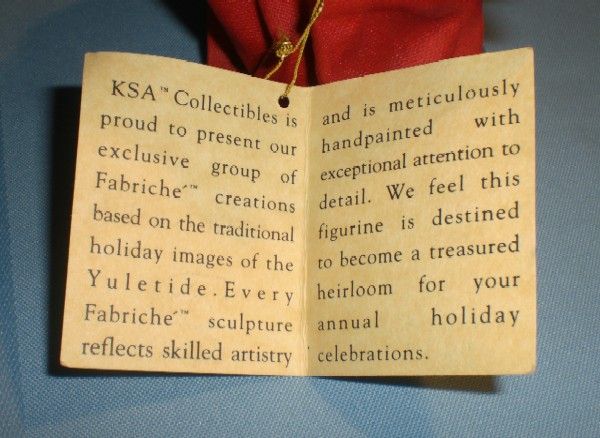 KSA™ Collectibles is
proud to present our
exclusive group of
Fabriché™ creations
based on the traditional
holiday images of the
Yuletide. Every
Fabriché™ sculpture
reflects skilled artistry
and is meticulously
handpainted with
exceptional attention to
detail. We feel this
figurine is destined
to become a treasured
heirloom for your
annual holiday
celebrations.